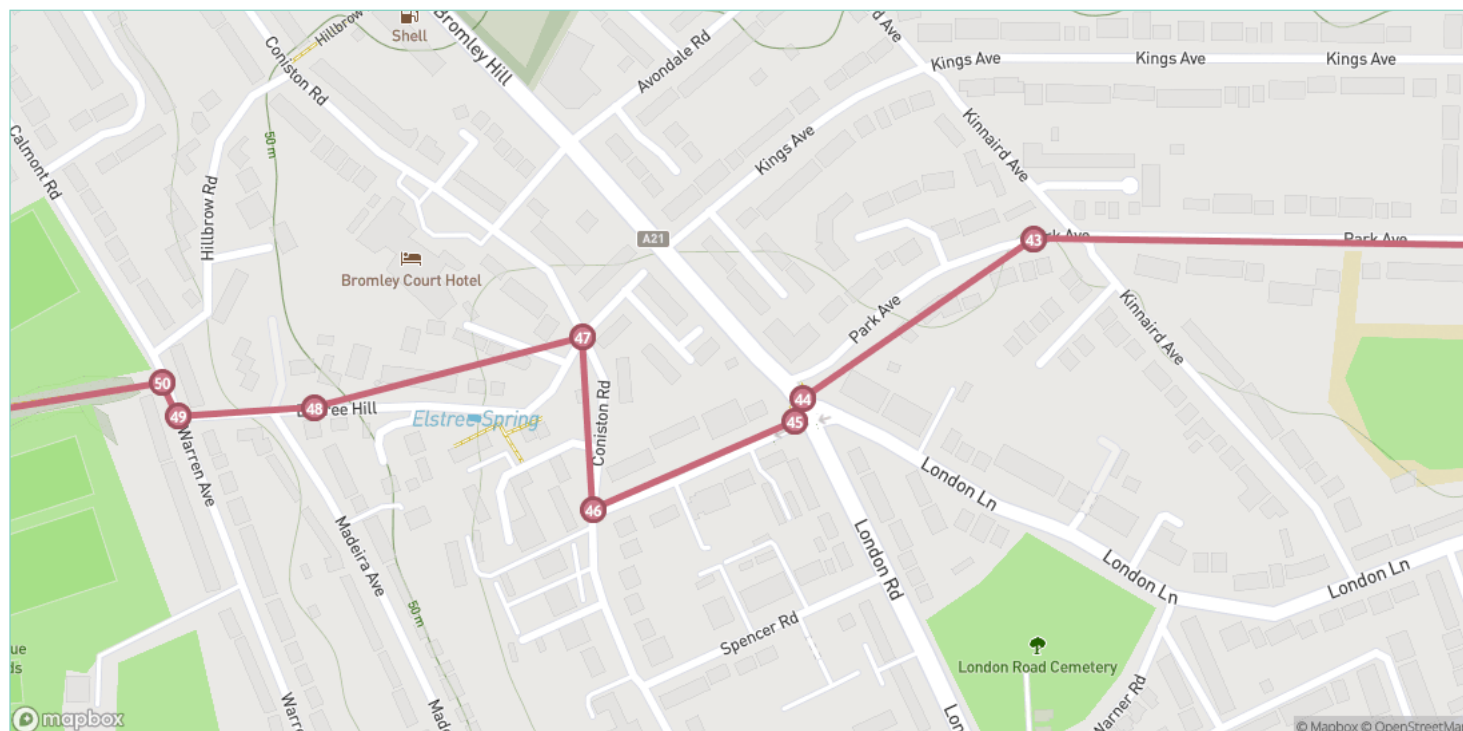 Shell
Bromley Hill
Hillbrow
Coniston Rd
Avondale Rd
Kings Ave
Kings Ave
Kings Ave
Kings Ave
Kinnaird Ave
Calmont Rd
50 m
Hillbrow Rd
A21
43
Park Ave
Bromley Court Hotel
Park Ave
Kinnaird Ave
47
50
49
48
44
45
Elstree Spring
Coniston Rd
Warren Ave
46
London Ln
London Rd
Madeira Ave
London Ln
London Ln
50 m
Spencer Rd
London Road Cemetery
Warner Rd
mapbox
© Mapbox © OpenStreetMap